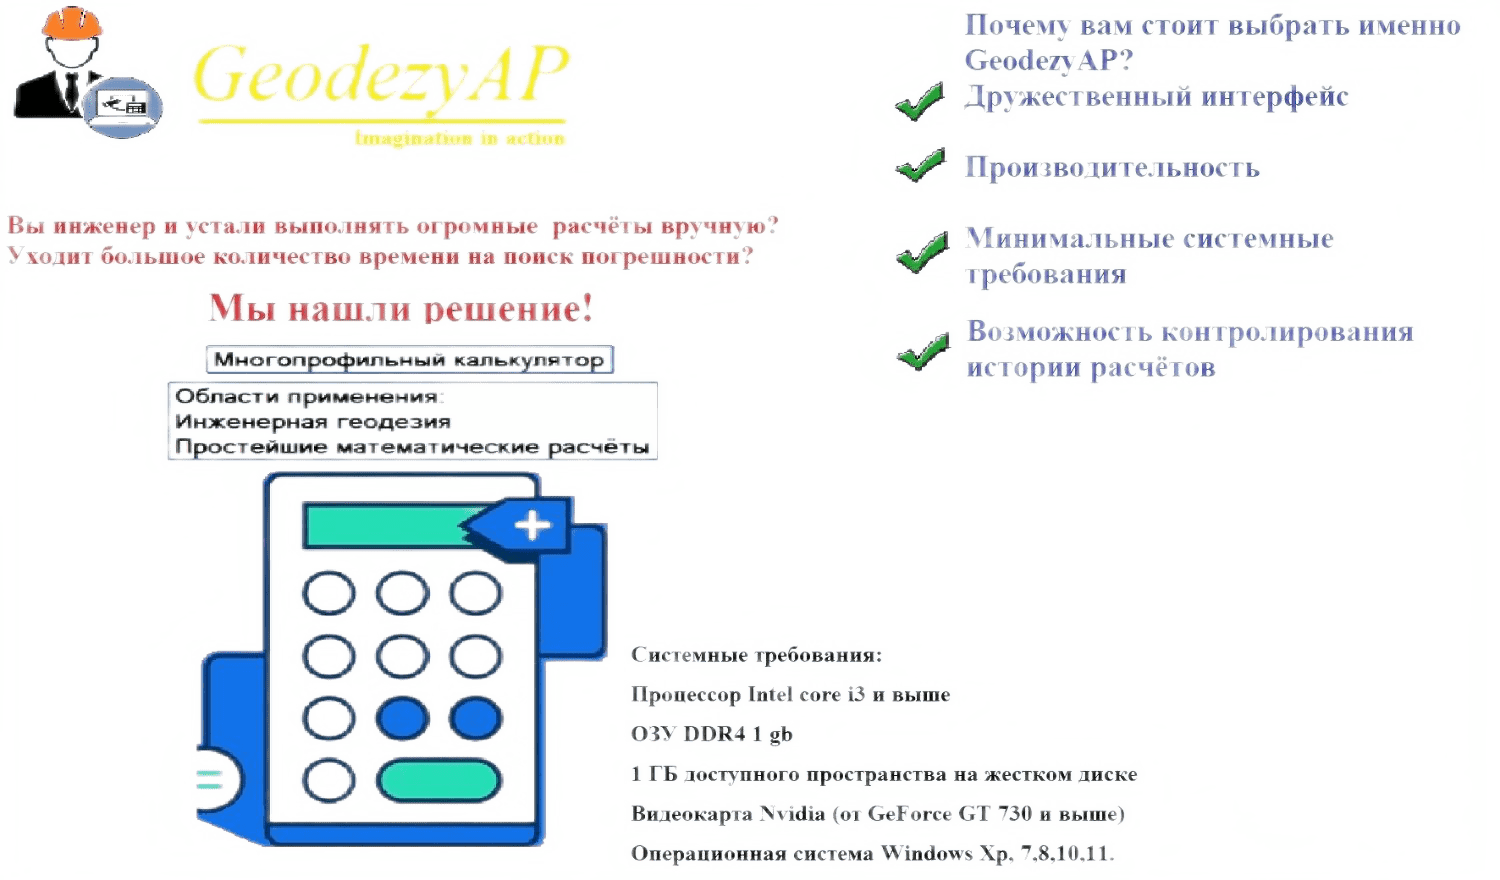 GeodezyAP
Imagination in action
Вы инженер и устали выполнять огромные расчёты вручную?
Уходит большое количество времени на поиск погрешности?
Мы нашли решение!
Многопрофильный калькулятор
Области применения:
Инженерная геодезия
Простейшие математические расчёты
Почему вам стоит выбрать именно
GeodezyAP?
Дружественный интерфейс
Производительность
Минимальные системные
требования
Возможность контролирования
истории расчётов
Системные требования:
Процессор Intel core i3 и выше
ОЗУ DDR4 1 gb
1 ГБ доступного пространства на жестком диске
Видеокарта Nvidia (от GeForce GT 730 и выше)
Операционная система Windows Xp, 7,8,10,11.